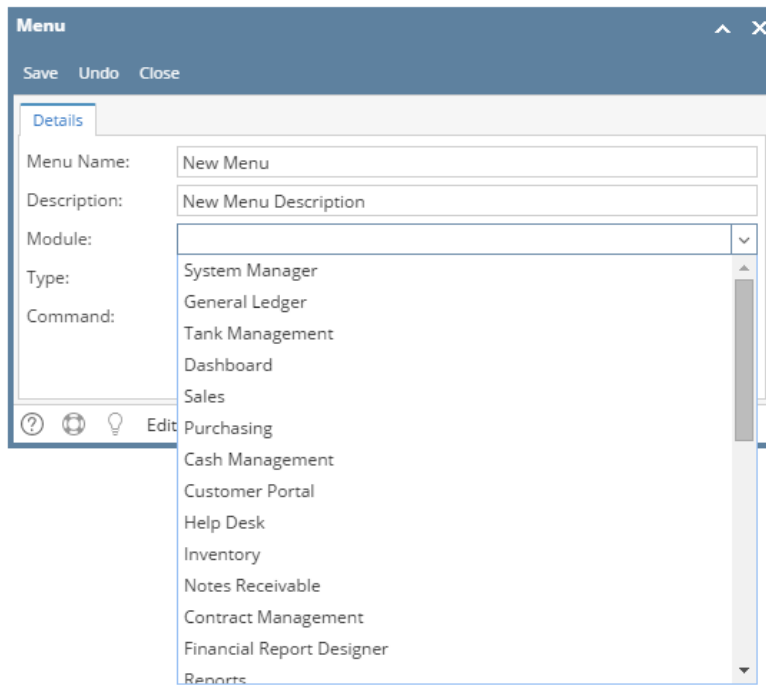 Menu
Save Undo Close
Details
Menu Name: New Menu
Description: New Menu Description
Module:
Type:
Command:
System Manager
General Ledger
Tank Management
Dashboard
Sales
Purchasing
Cash Management
Customer Portal
Help Desk
Inventory
Notes Receivable
Contract Management
Financial Report Designer
Reports
Edit